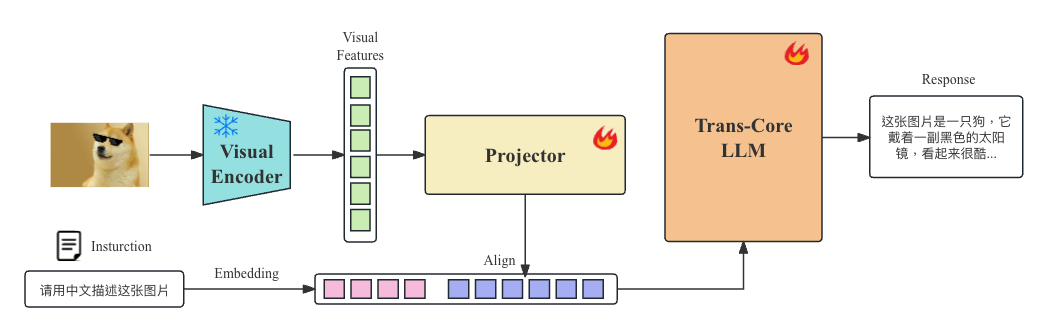 Visual
Features
Visual
Encoder
Projector
Trans-Core
LLM
Response
这张图片是一只狗，它
戴着一副黑色的太阳
镜，看起来很酷...
Insturction
请用中文描述这张图片
Embedding
Align